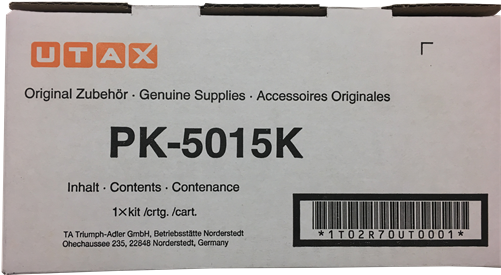 UTAX
Original Zubehör · Genuine Supplies · Accessoires Originales
PK-5015K
Inhalt · Contents · Contenance
1×kit /crtg. /cart.
TA Triumph-Adler GmbH, Betriebsstätte Norderstedt
Ohechaussee 235, 22848 Norderstedt, Germany
*1T02R70UT0001*